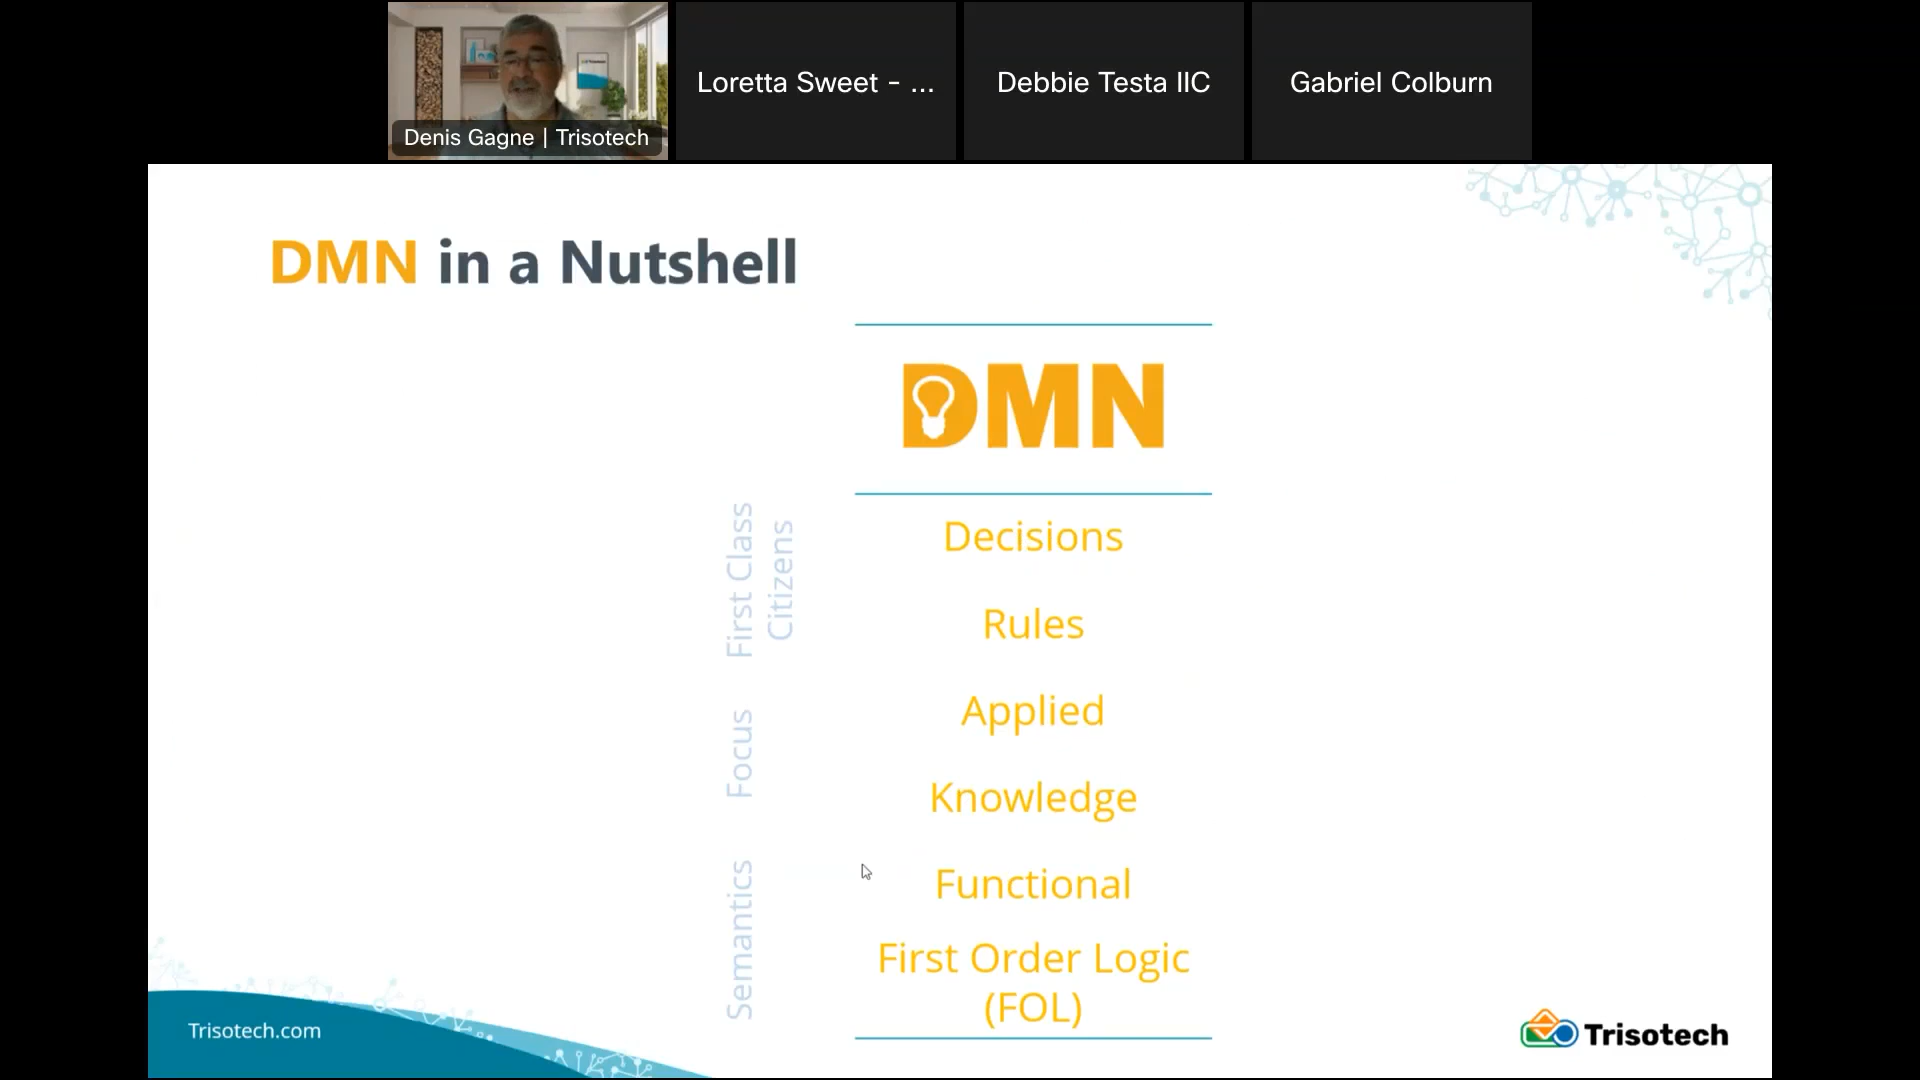 Denis Gagne | Trisotech
Loretta Sweet - ...
Debbie Testa IIC
Gabriel Colburn
DMN in a Nutshell
DMN
First Class
Citizens
Decisions
Rules
Focus
Applied
Knowledge
Semantics
Functional
First Order Logic
(FOL)
Trisotech.com
Trisotech